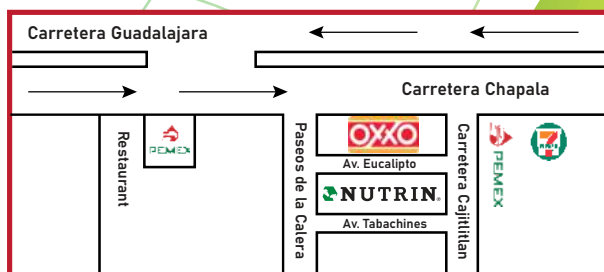 Carretera Guadalajara
Carretera Chapala
Restaurant
PEMEX
Paseos de la Calera
OXXO
Av. Eucalipto
NUTRIN
Av. Tabachines
Carretera Cajititlan
PEMEX
7